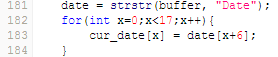 181 date = strstr(buffer, "Date");
182 for(int x=0;x<17;x++){
183 cur_date[x] = date[x+6];
184 }